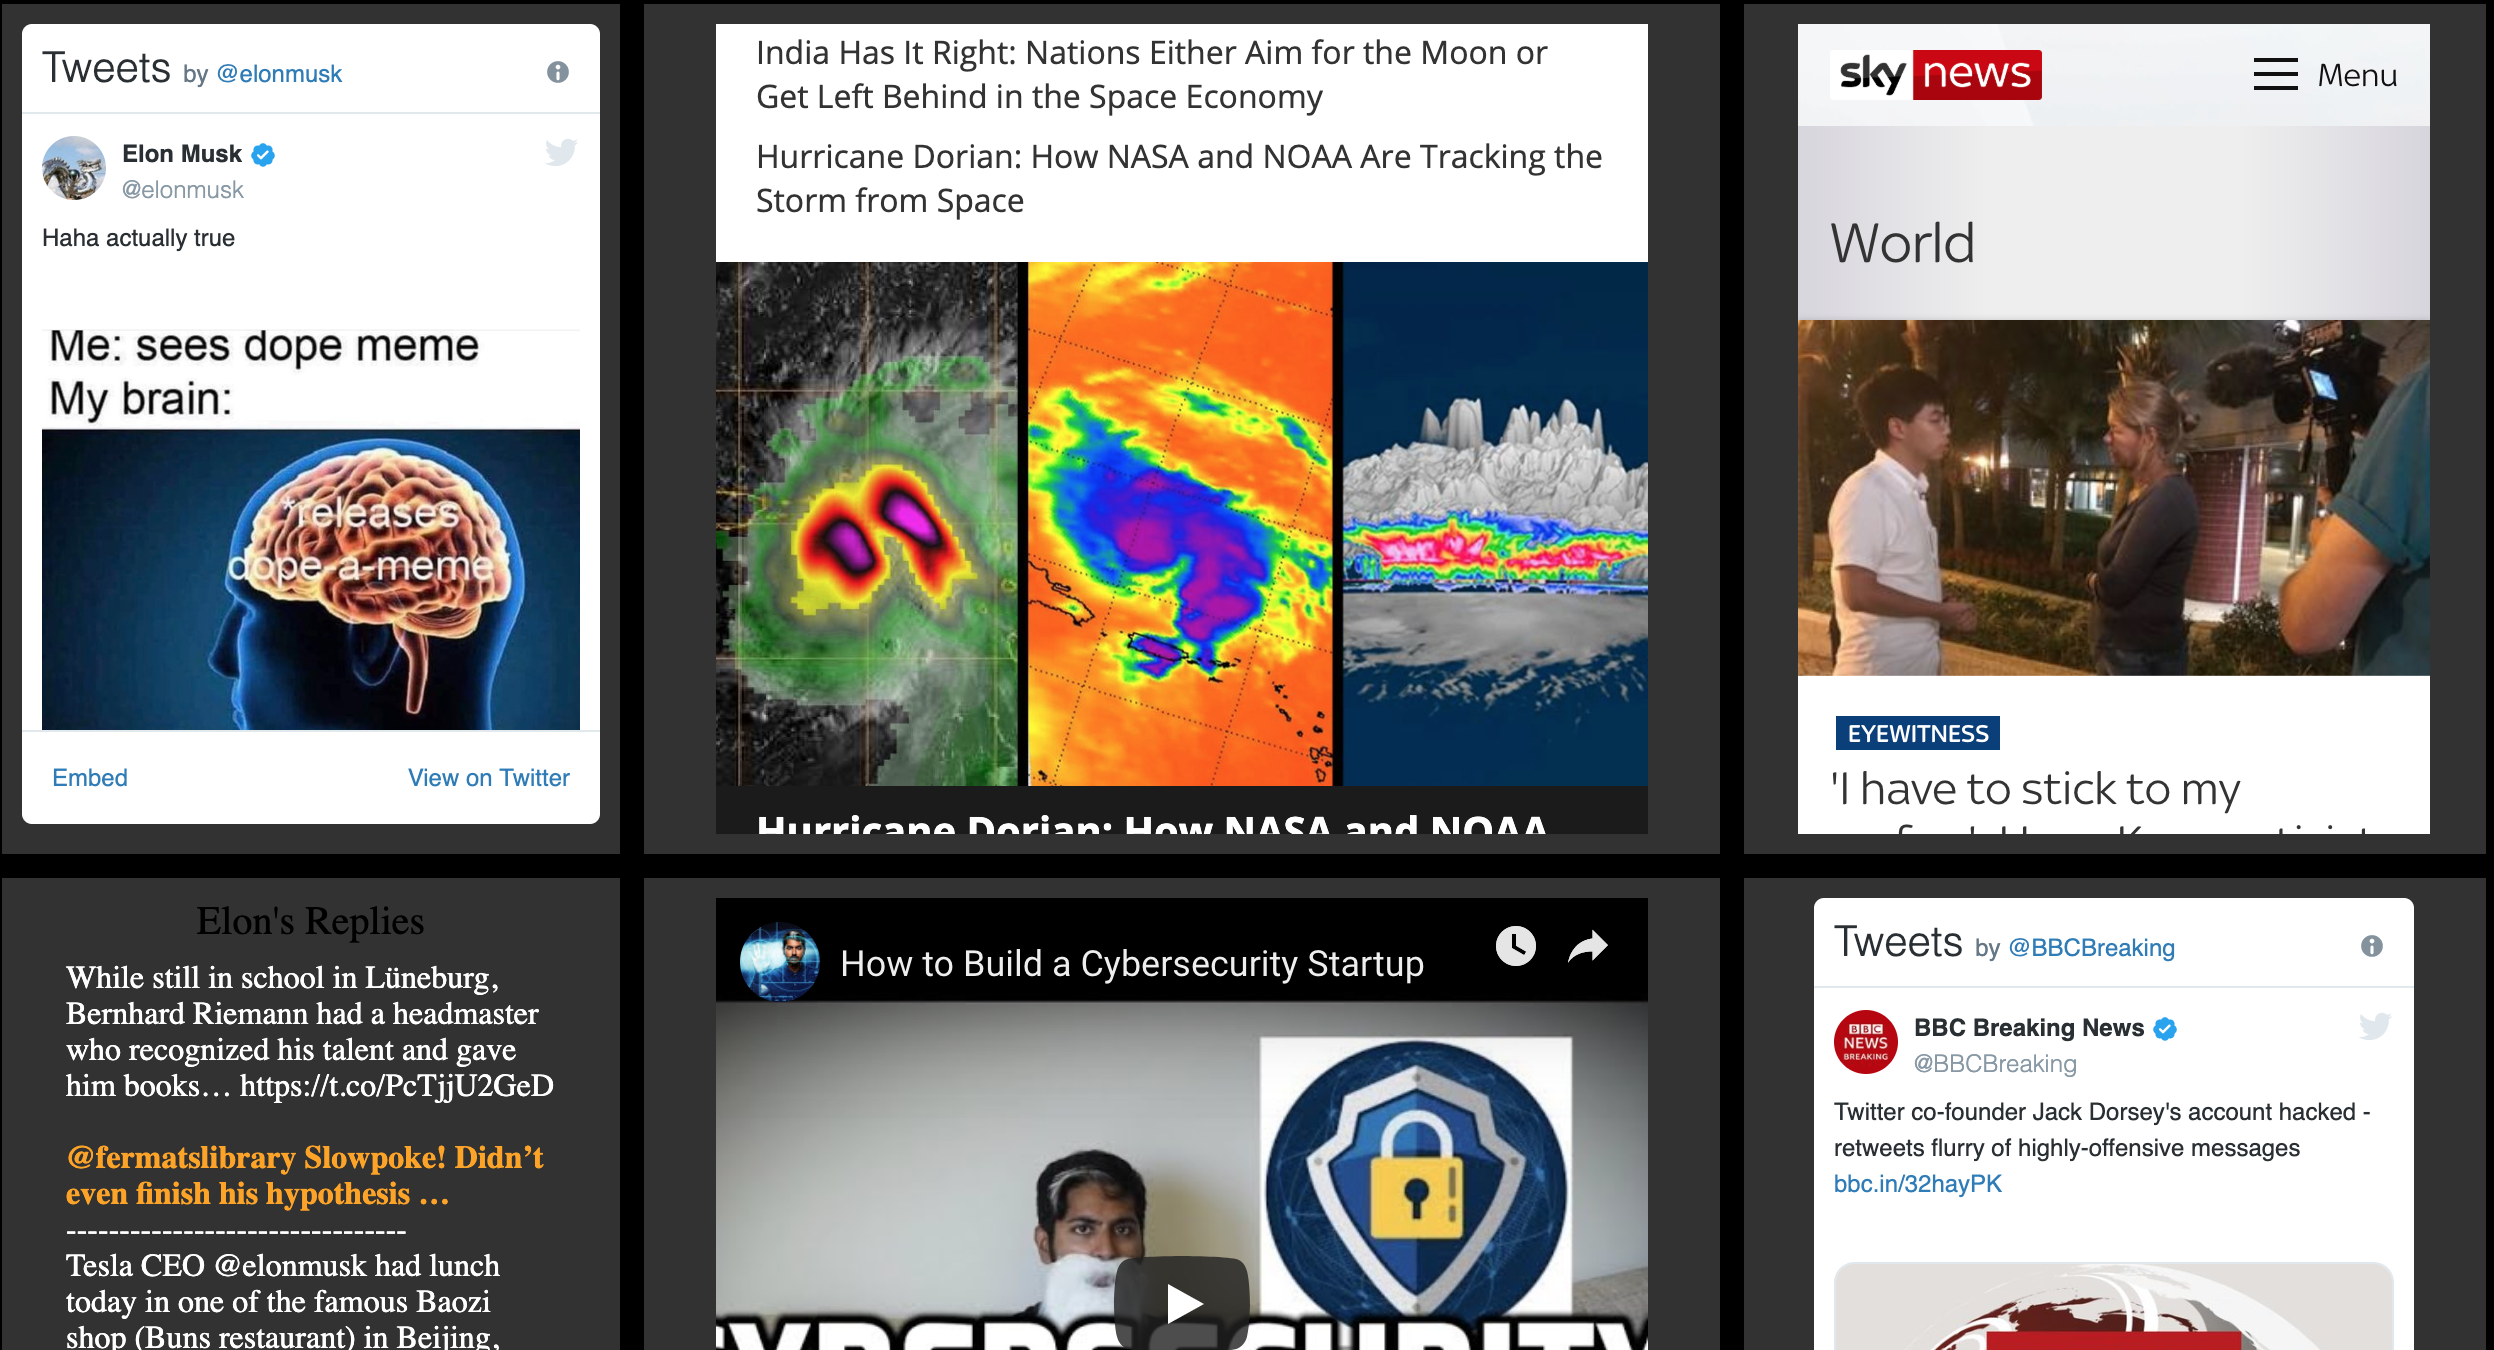 Tweets by @elonmusk
Elon Musk
@elonmusk
Haha actually true
Me: sees dope meme
My brain:
*releases
dope-a-meme
Embed
View on Twitter
India Has It Right: Nations Either Aim for the Moon or
Get Left Behind in the Space Economy
Hurricane Dorian: How NASA and NOAA Are Tracking the
Storm from Space
Hurricane Dorian: How NASA and NOAA
sky news
Menu
World
EYEWITNESS
'I have to stick to my
Elon's Replies
While still in school in Lüneburg,
Bernhard Riemann had a headmaster
who recognized his talent and gave
him books… https://t.co/PcTjjU2GeD
@fermatslibrary Slowpoke! Didn’t
even finish his hypothesis …
--------------------------------
Tesla CEO @elonmusk had lunch
today in one of the famous Baozi
shop (Buns restaurant) in Beijing,
How to Build a Cybersecurity Startup
CYBERSECURITY
Tweets by @BBCBreaking
BBC
NEWS
BREAKING
BBC Breaking News
@BBCBreaking
Twitter co-founder Jack Dorsey's account hacked -
retweets flurry of highly-offensive messages
bbc.in/32hayPK